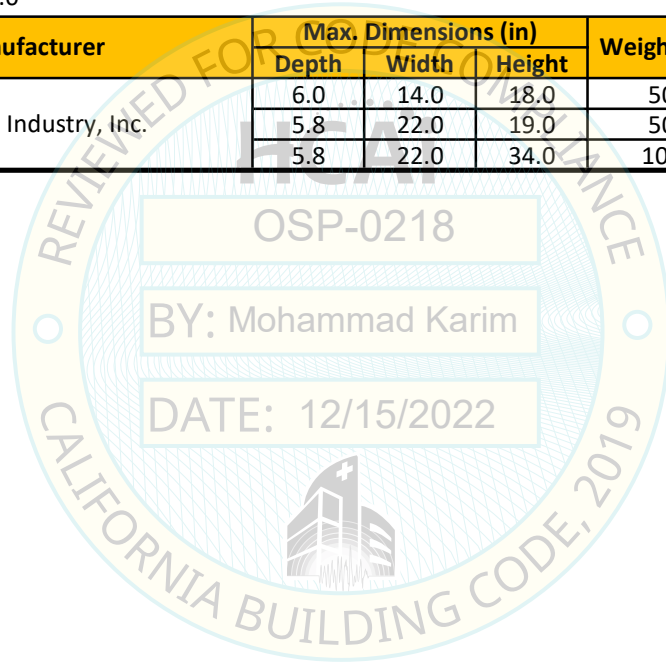 Max. Dimensions (in)
Depth Width Height
6.0 14.0 18.0
Industry, Inc. 5.8 22.0 19.0
5.8 22.0 34.0
REVIEWED FOR CODE COMPLIANCE
HCAI
OSP-0218
BY: Mohammad Karim
DATE: 12/15/2022
CALIFORNIA BUILDING CODE, 2019